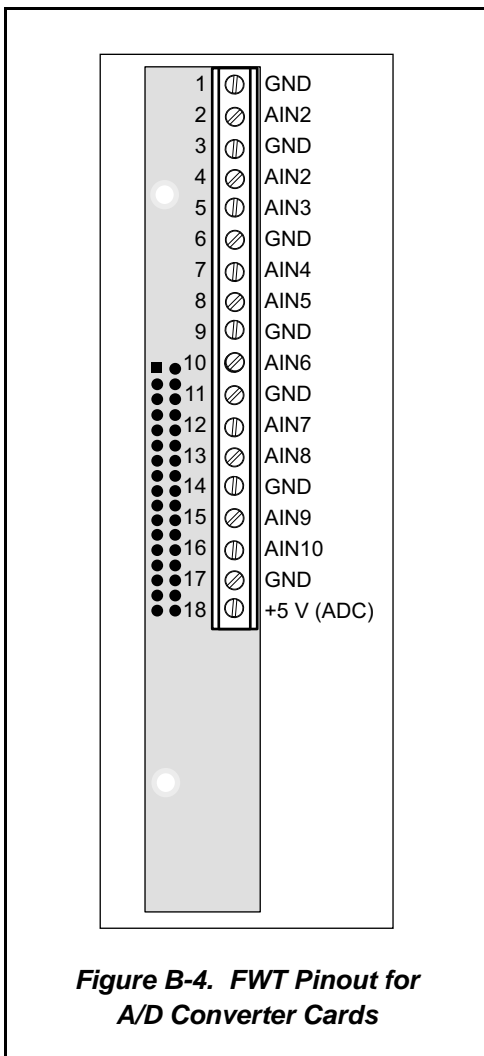 1 GND
2 AIN2
3 GND
4 AIN2
5 AIN3
6 GND
7 AIN4
8 AIN5
9 GND
10 AIN6
11 GND
12 AIN7
13 AIN8
14 GND
15 AIN9
16 AIN10
17 GND
18 +5 V (ADC)
Figure B-4. FWT Pinout for
A/D Converter Cards